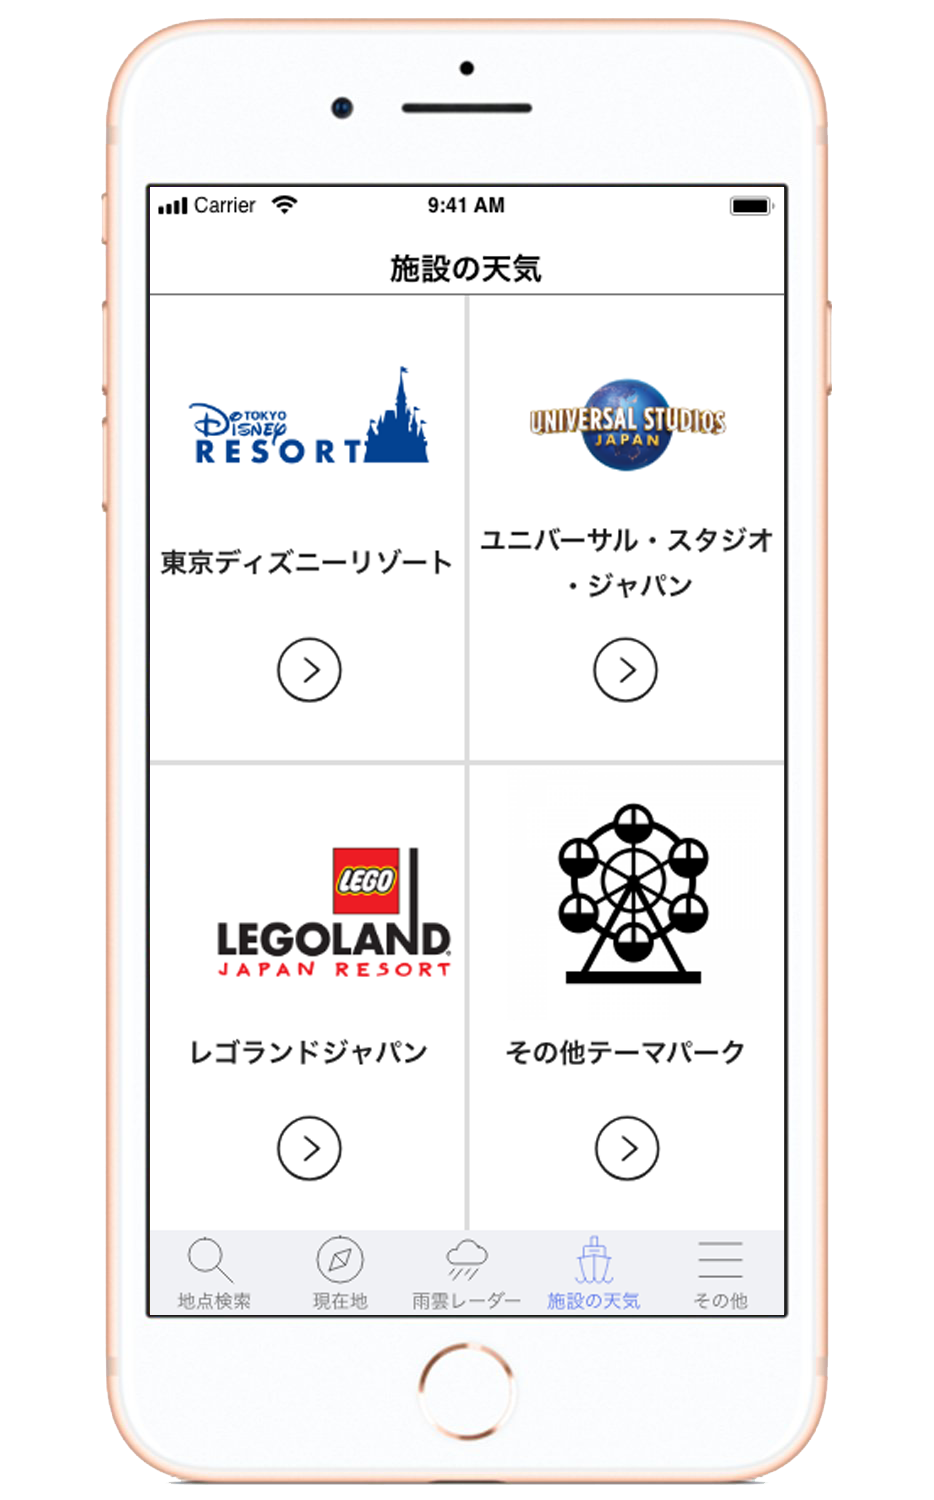 Carrier 9:41 AM
施設の天気
TOKYO
Disney
RESORT
UNIVERSAL STUDIOS
JAPAN
東京ディズニーリゾート
ユニバーサル・スタジオ
・ジャパン
LEGO
LEGOLAND
JAPAN RESORT
レゴランドジャパン
その他テーマパーク
地点検索 現在地 雨雲レーダー 施設の天気 その他